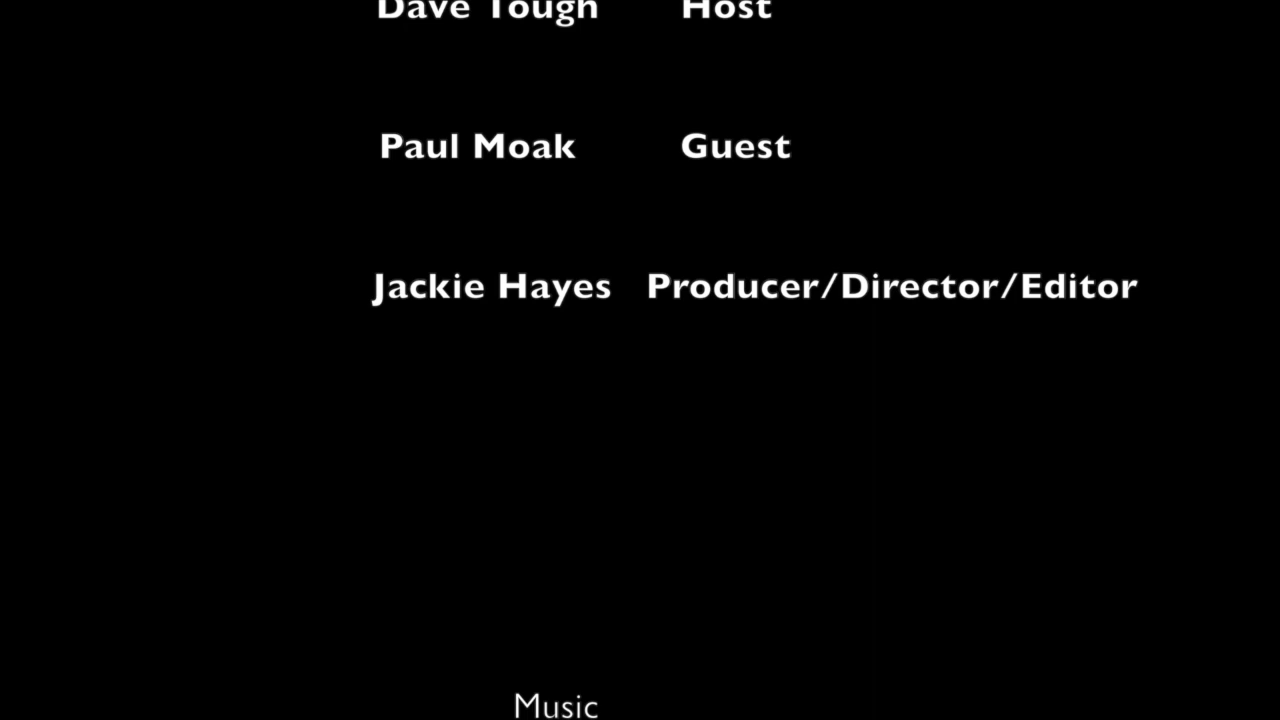 Dave Tough Host
Paul Moak Guest
Jackie Hayes Producer/Director/Editor
Music